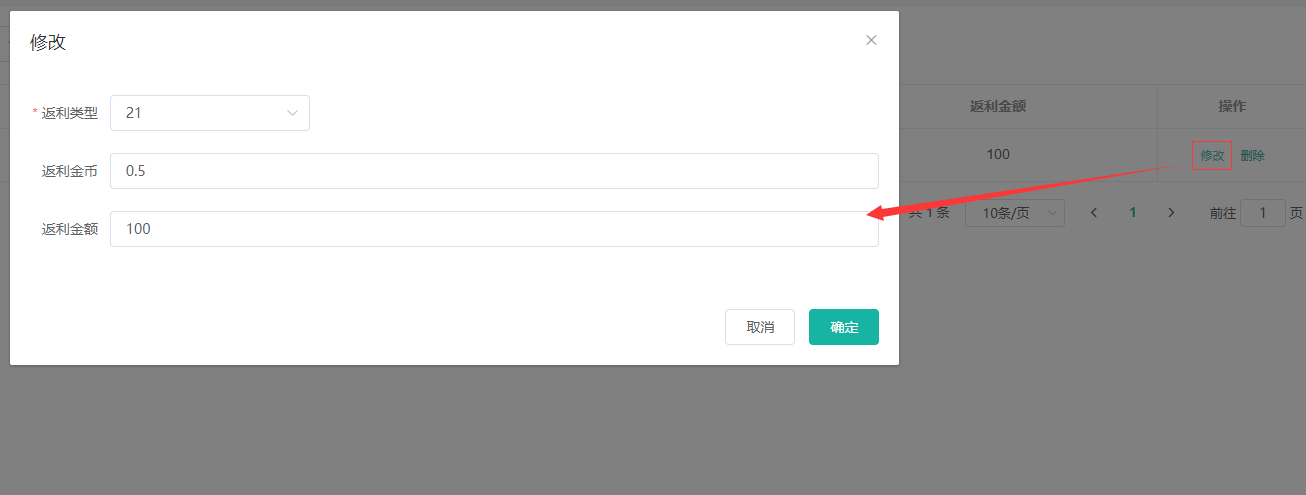 修改
* 返利类型 21
返利金币 0.5
返利金额 100
取消 确定
返利金额 操作
100 修改 删除
共 1 条 10条/页 1 前往 1 页